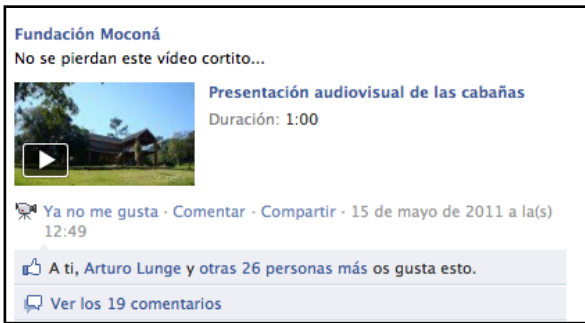 Fundación Moconá
No se pierdan este vídeo cortito...
Presentación audiovisual de las cabañas
Duración: 1:00
Ya no me gusta · Comentar · Compartir · 15 de mayo de 2011 a la(s)
12:49
A ti, Arturo Lunge y otras 26 personas más os gusta esto.
Ver los 19 comentarios